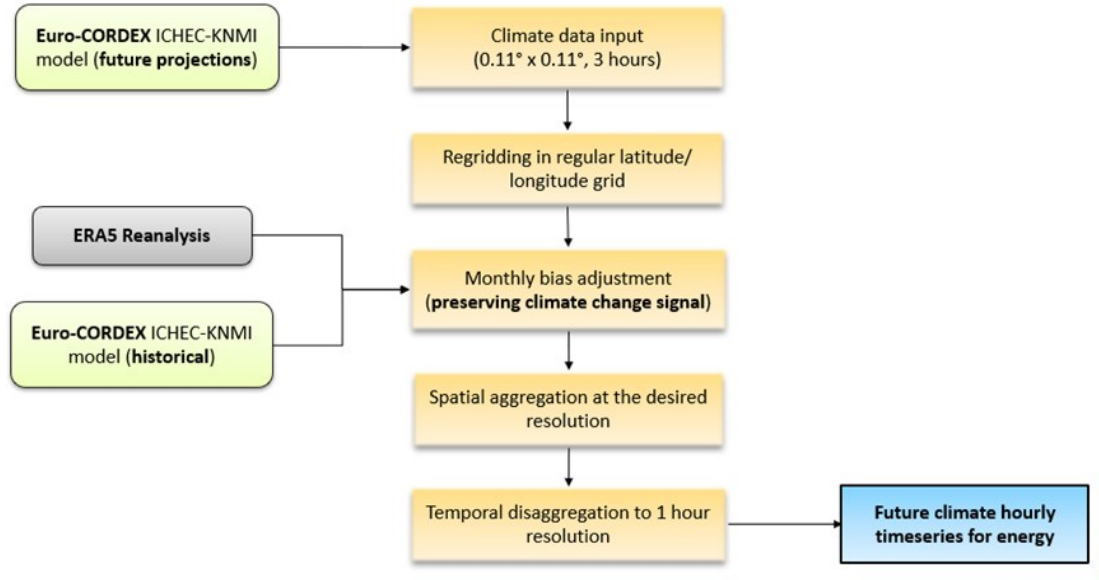 Euro-CORDEX ICHEC-KNMI
model (future projections)
Climate data input
(0.11° x 0.11°, 3 hours)
Regridding in regular latitude/
longitude grid
ERA5 Reanalysis
Monthly bias adjustment
(preserving climate change signal)
Euro-CORDEX ICHEC-KNMI
model (historical)
Spatial aggregation at the desired
resolution
Temporal disaggregation to 1 hour
resolution
Future climate hourly
timeseries for energy